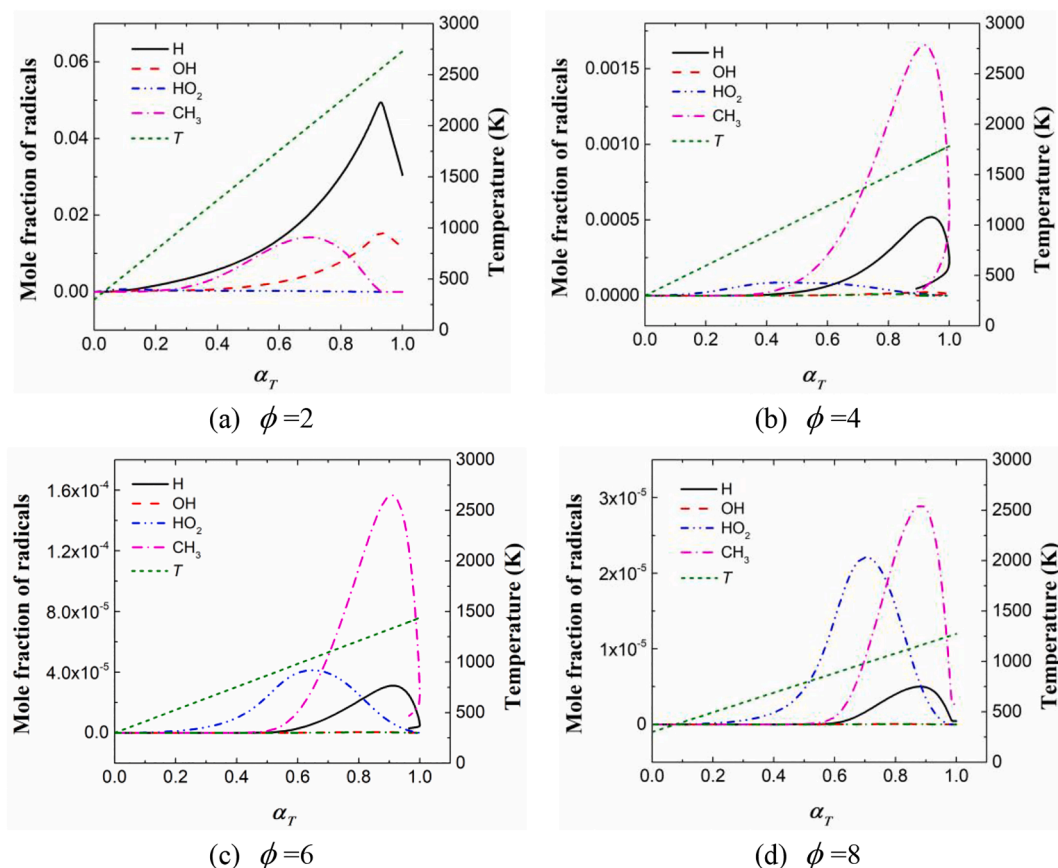 H
OH
HO2
CH3
T
0.06
0.04
0.02
0.00
3000
2500
2000
1500
1000
500
0
Mole fraction of radicals
Temperature (K)
0.0 0.2 0.4 0.6 0.8 1.0
αT
(a) ϕ =2
H
OH
HO2
CH3
T
0.0015
0.0010
0.0005
0.0000
3000
2500
2000
1500
1000
500
0
Mole fraction of radicals
Temperature (K)
0.0 0.2 0.4 0.6 0.8 1.0
αT
(b) ϕ =4
H
OH
HO2
CH3
T
1.6x10-4
1.2x10-4
8.0x10-5
4.0x10-5
0.0
3000
2500
2000
1500
1000
500
0
Mole fraction of radicals
Temperature (K)
0.0 0.2 0.4 0.6 0.8 1.0
αT
(c) ϕ =6
H
OH
HO2
CH3
T
3x10-5
2x10-5
1x10-5
0
3000
2500
2000
1500
1000
500
0
Mole fraction of radicals
Temperature (K)
0.0 0.2 0.4 0.6 0.8 1.0
αT
(d) ϕ =8